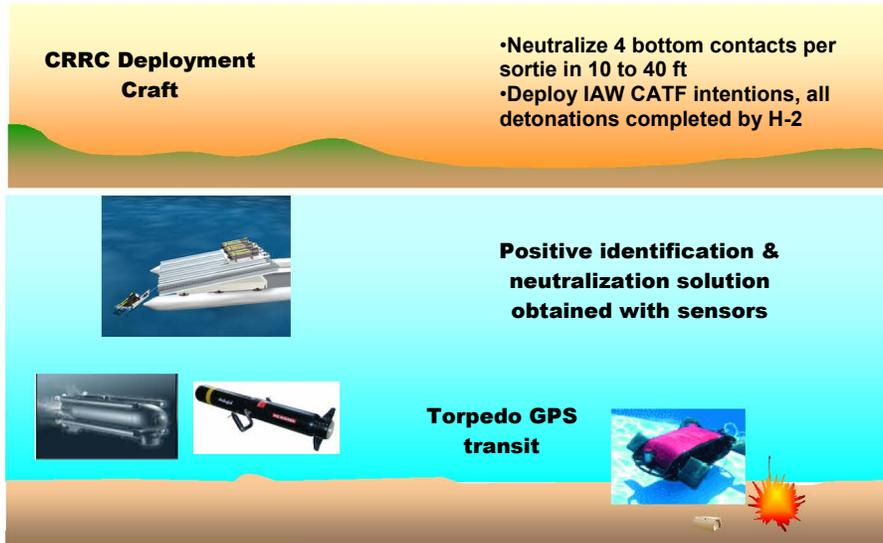 CRRC Deployment
Craft
•Neutralize 4 bottom contacts per
sortie in 10 to 40 ft
•Deploy IAW CATF intentions, all
detonations completed by H-2
Positive identification &
neutralization solution
obtained with sensors
Torpedo GPS
transit